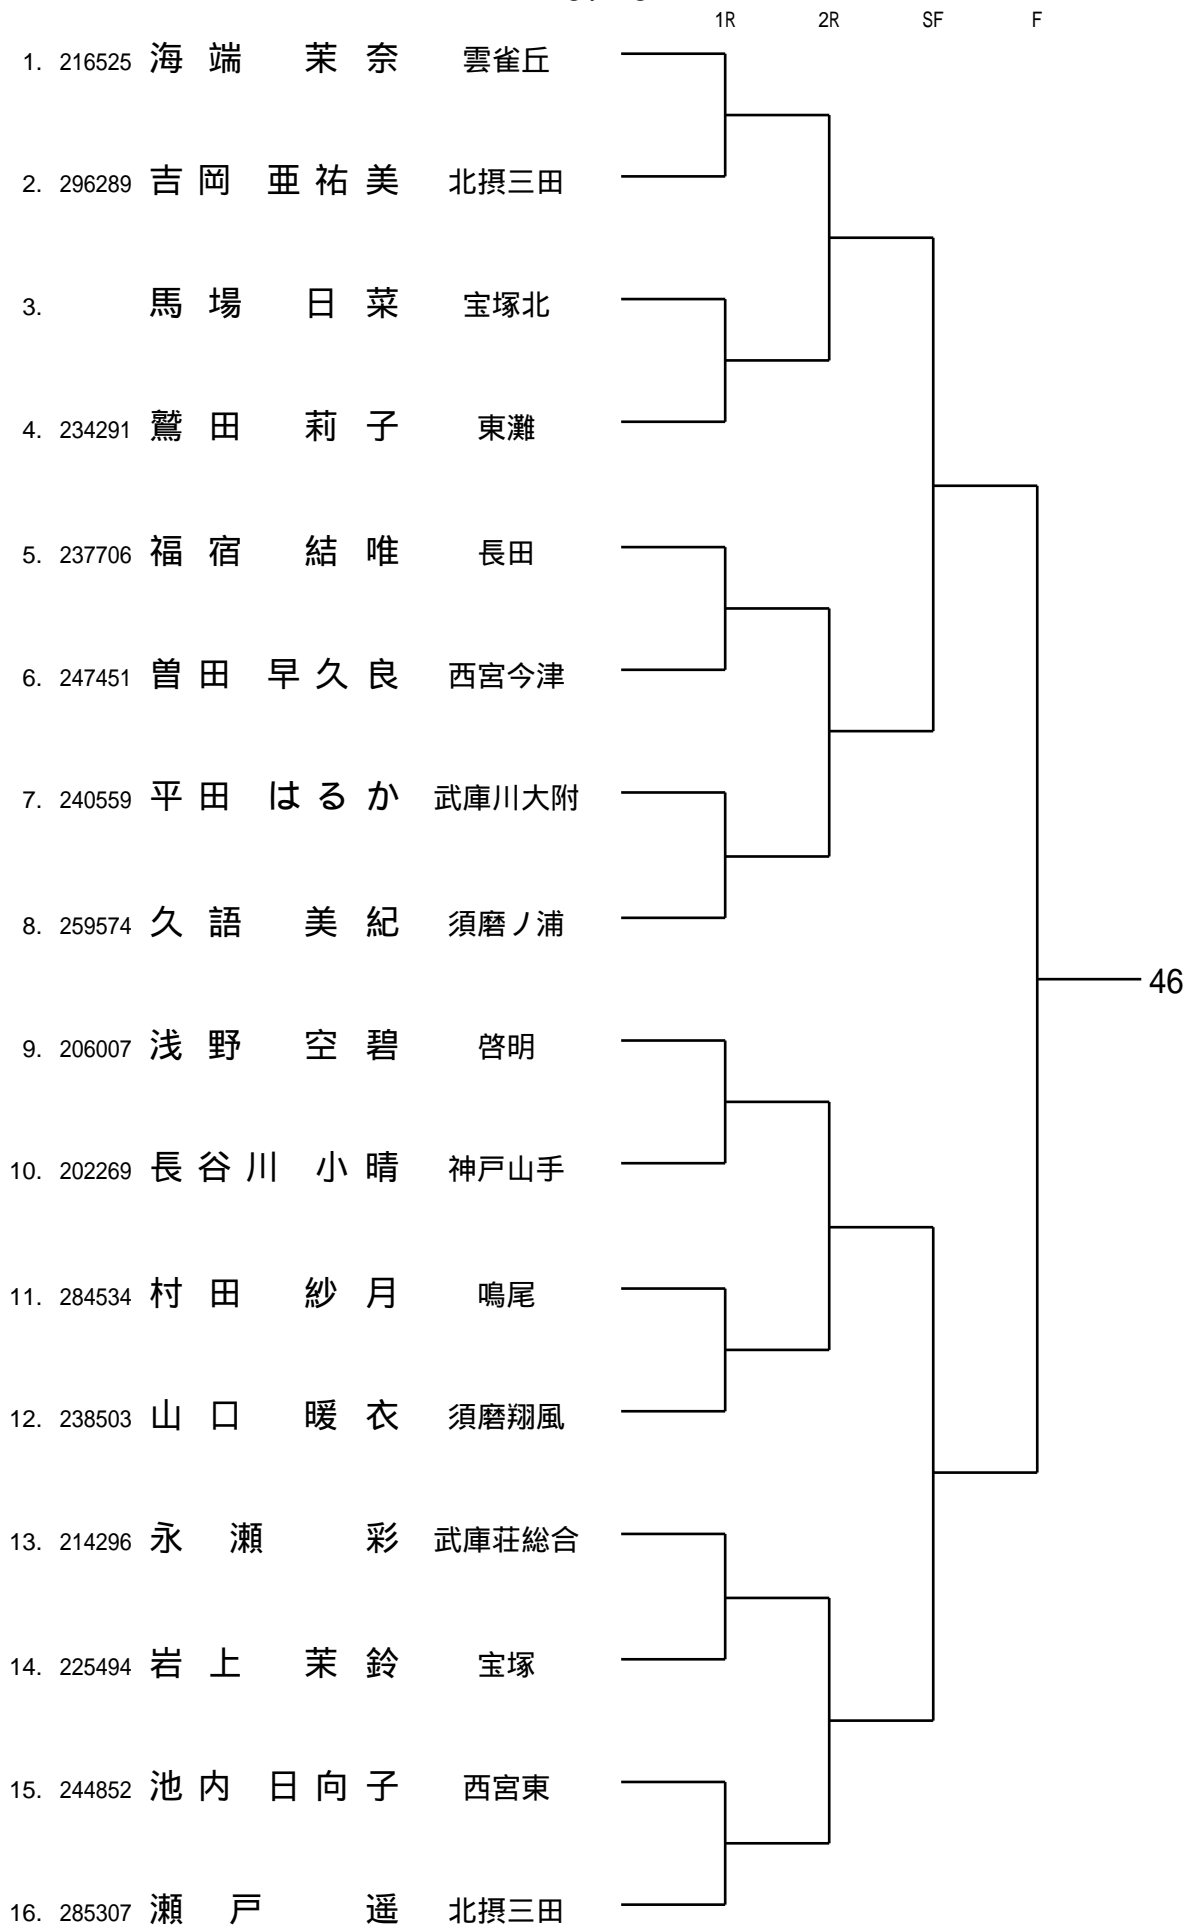 1R 2R SF F
1. 216525 海端 茉奈 雲雀丘
2. 296289 吉岡 亜祐美 北摂三田
3. 馬場 日菜 宝塚北
4. 234291 鷲田 莉子 東灘
5. 237706 福宿 結唯 長田
6. 247451 曽田 早久良 西宮今津
7. 240559 平田 はるか 武庫川大附
8. 259574 久語 美紀 須磨ノ浦
46
9. 206007 浅野 空碧 啓明
10. 202269 長谷川 小晴 神戸山手
11. 284534 村田 紗月 鳴尾
12. 238503 山口 暖衣 須磨翔風
13. 214296 永瀬 彩 武庫荘総合
14. 225494 岩上 茉鈴 宝塚
15. 244852 池内 日向子 西宮東
16. 285307 瀬戸 遥 北摂三田